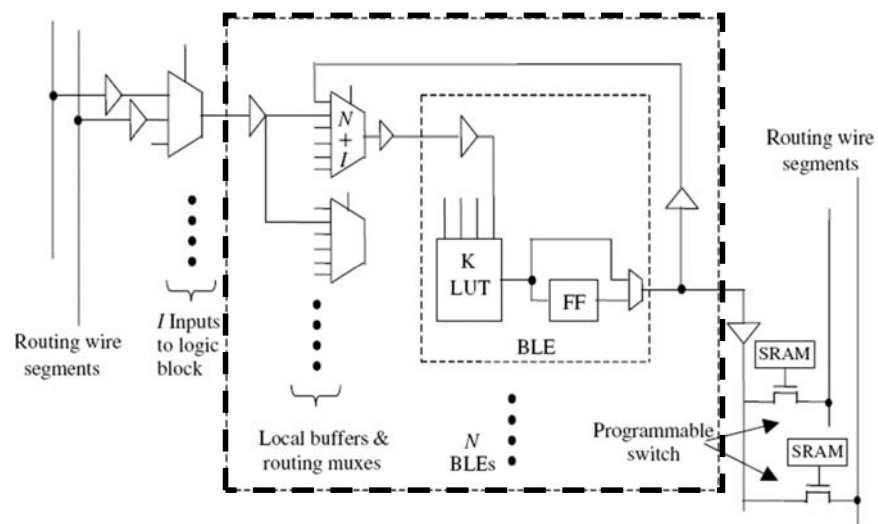 Routing wire
segments
I Inputs
to logic
block
N
+
I
Local buffers &
routing muxes
K
LUT
FF
BLE
N
BLEs
Routing wire
segments
SRAM
Programmable
switch
SRAM